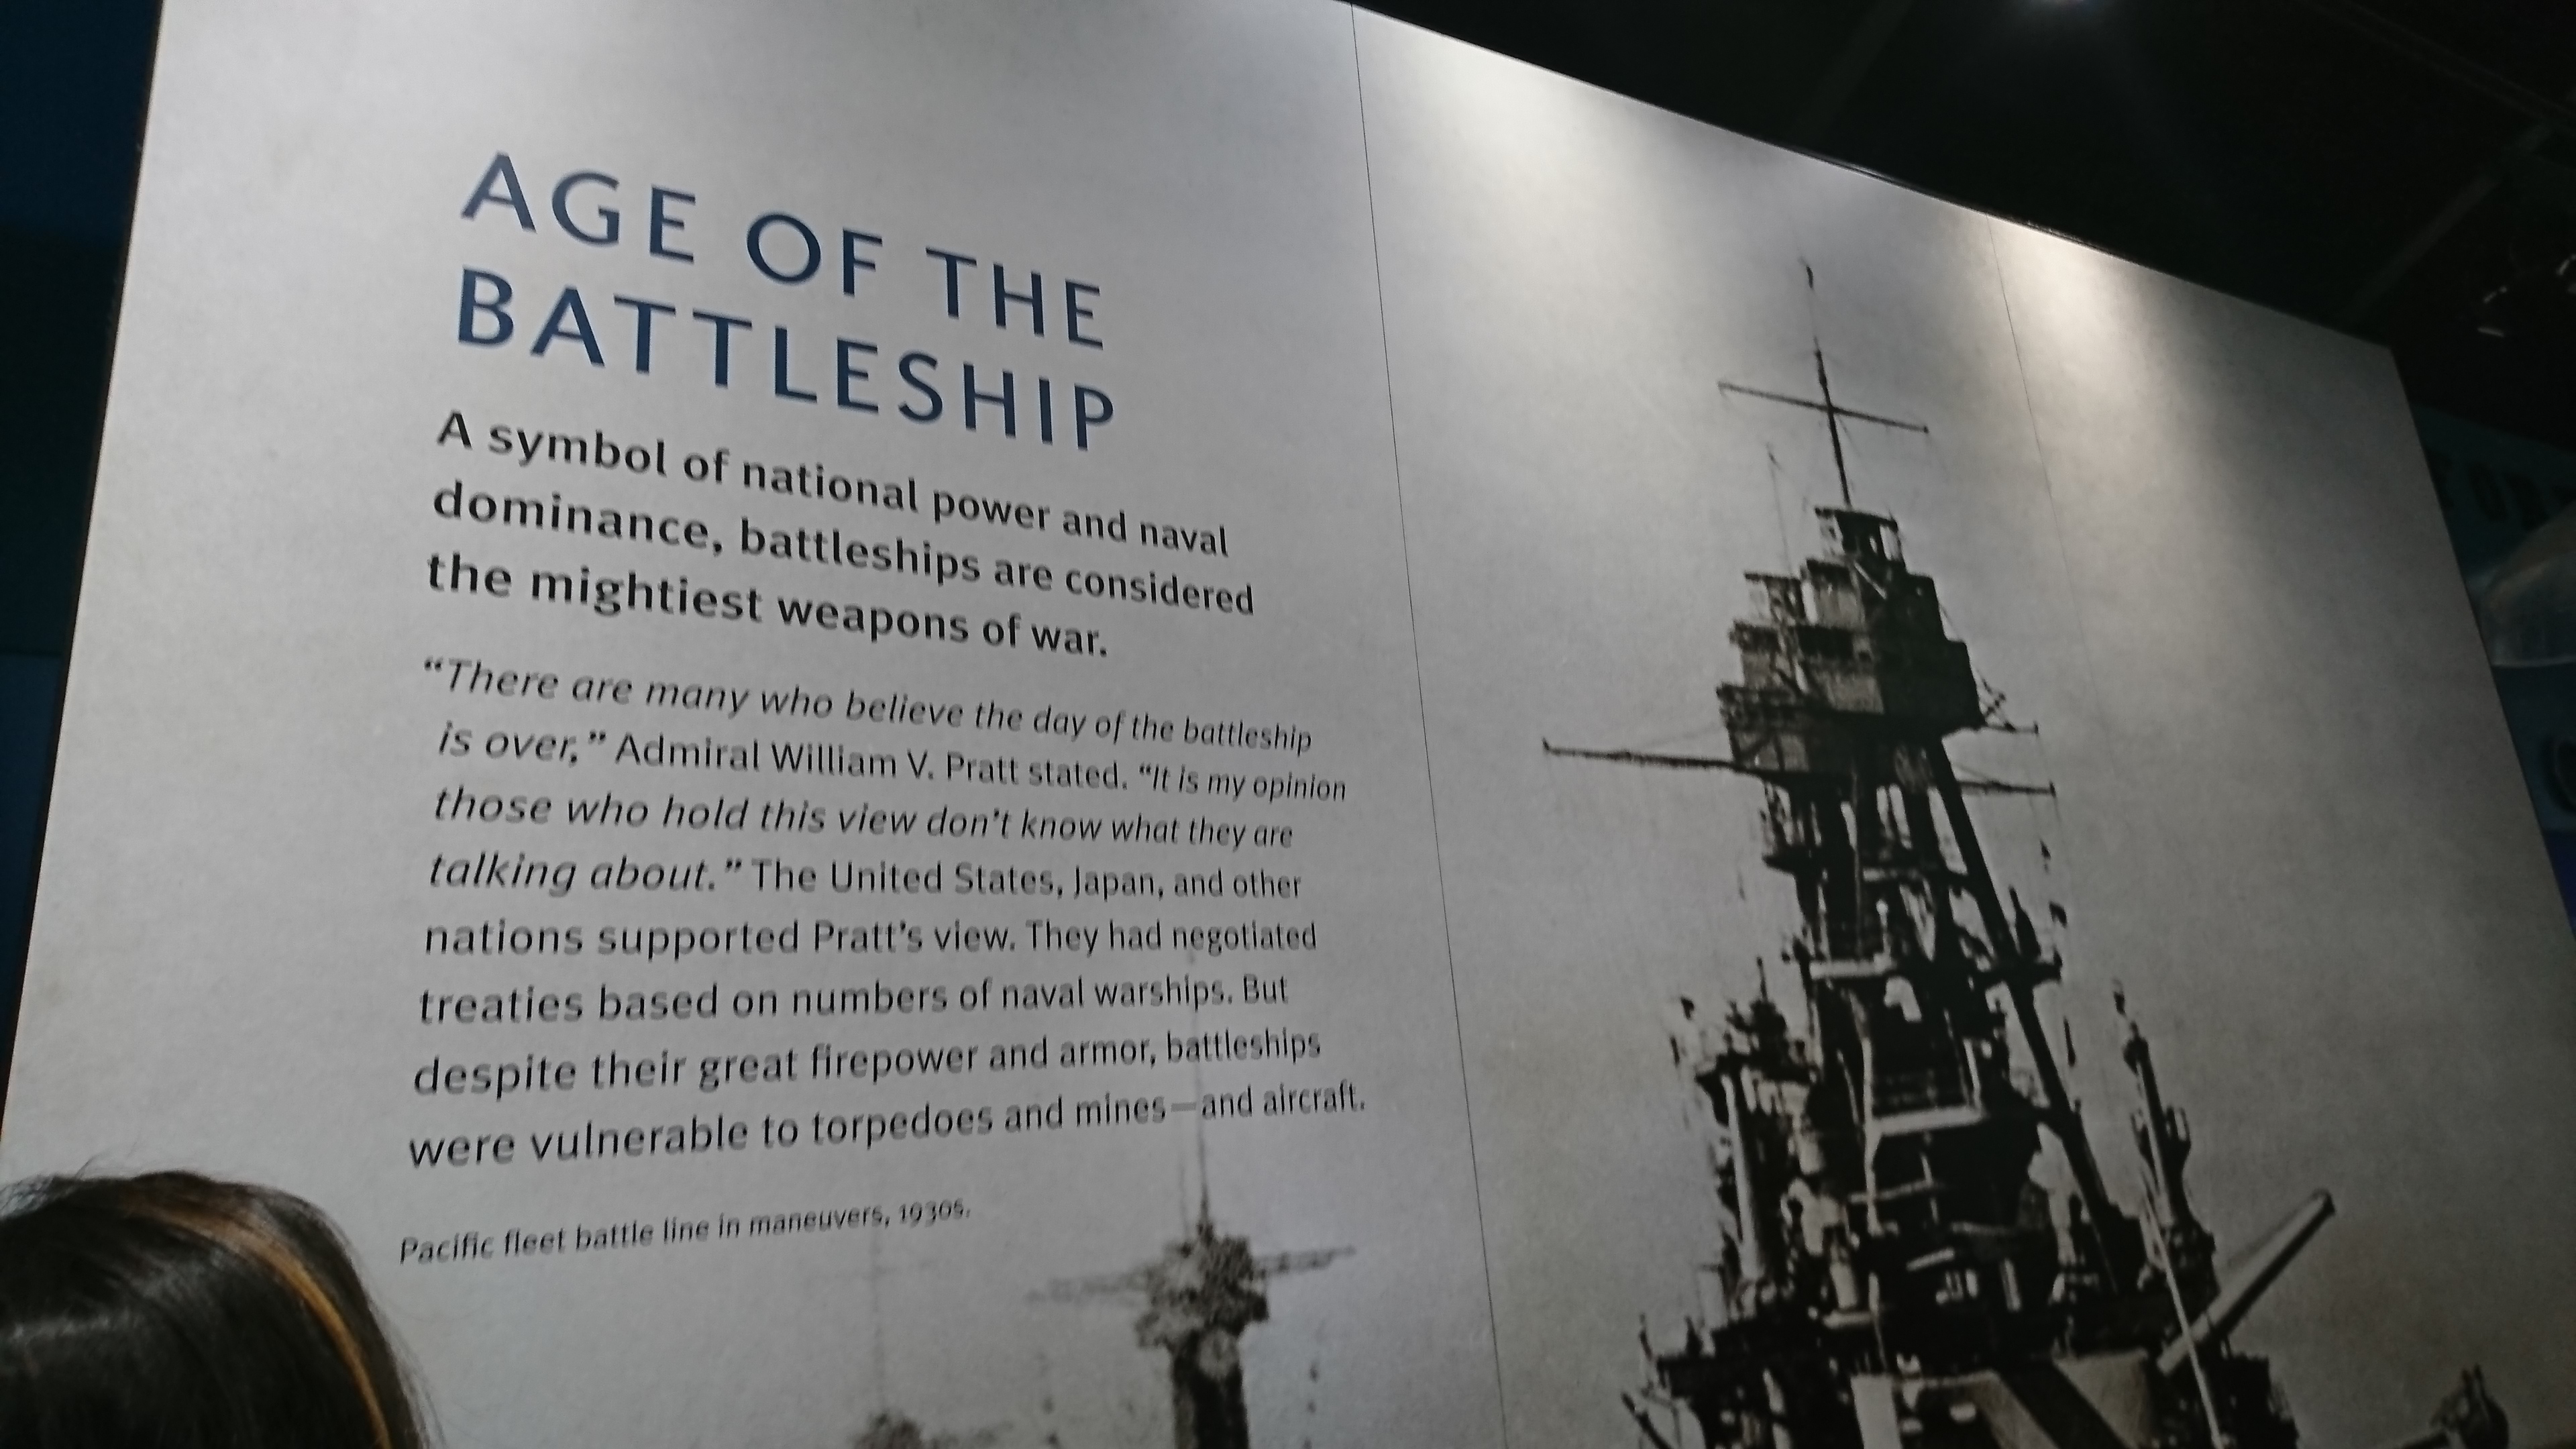 AGE OF THE
BATTLESHIP
A symbol of national power and naval
dominance, battleships are considered
the mightiest weapons of war.
“There are many who believe the day of the battleship
is over,” Admiral William V. Pratt stated. “It is my opinion
those who hold this view don’t know what they are
talking about.” The United States, Japan, and other
nations supported Pratt’s view. They had negotiated
treaties based on numbers of naval warships. But
despite their great firepower and armor, battleships
were vulnerable to torpedoes and mines—and aircraft.
Pacific fleet battle line in maneuvers, 1930s.